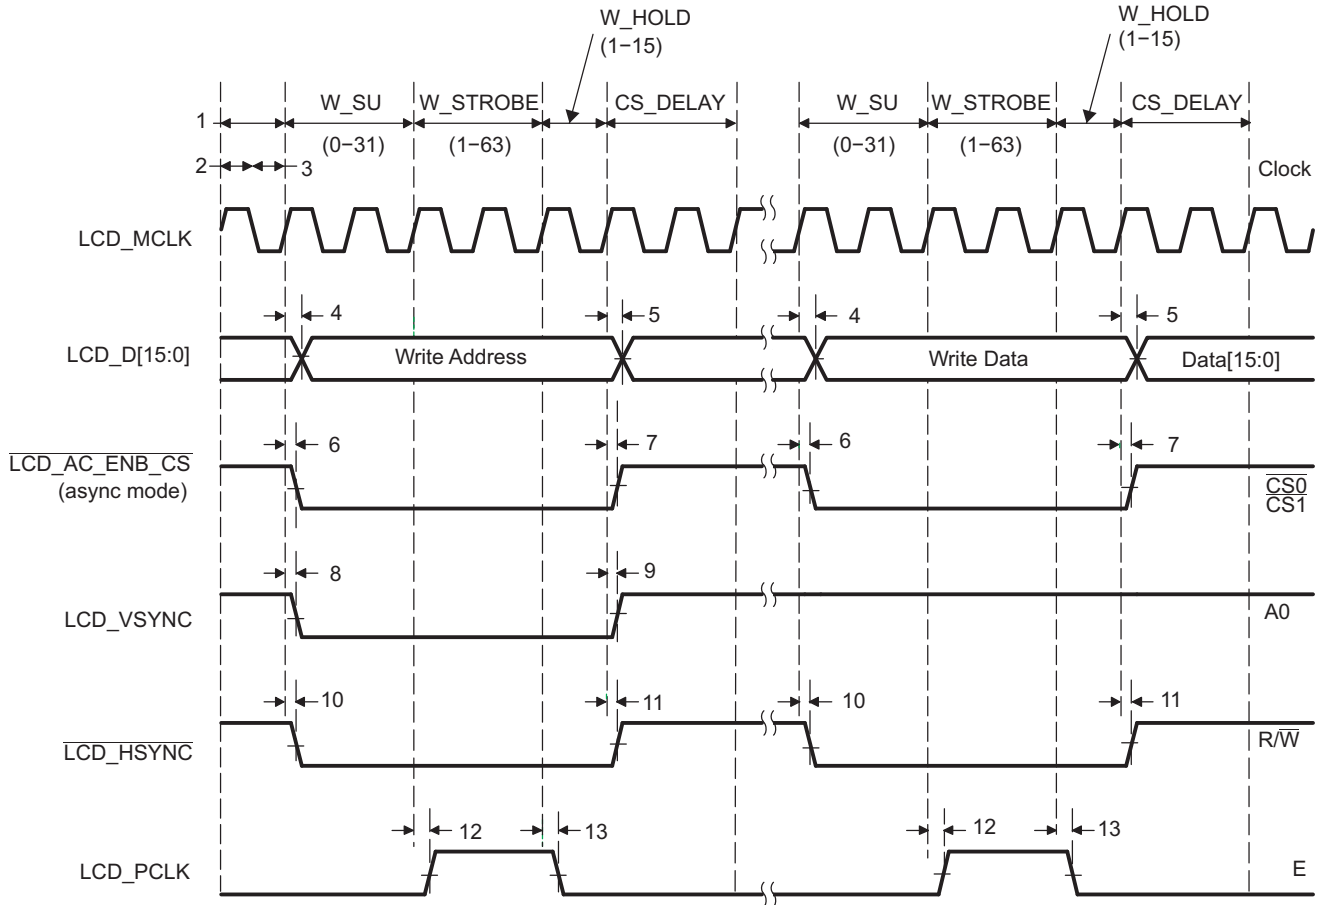 W_HOLD
(1−15)
W_HOLD
(1−15)
W_SU
W_STROBE
CS_DELAY
W_SU
W_STROBE
CS_DELAY
1
(0−31)
(1−63)
(0−31)
(1−63)
2
3
Clock
LCD_MCLK
4
5
4
5
LCD_D[15:0]
Write Address
Write Data
Data[15:0]
6
7
6
7
LCD_AC_ENB_CS
(async mode)
CS0
CS1
8
9
LCD_VSYNC
A0
10
11
10
11
LCD_HSYNC
R/W
12
13
12
13
LCD_PCLK
E